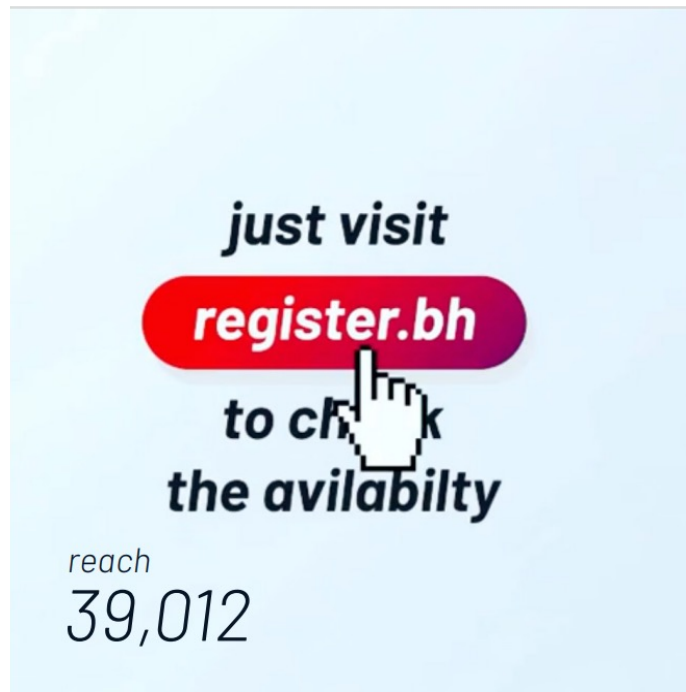 just visit
register.bh
to
the avilabilty
reach
39,012